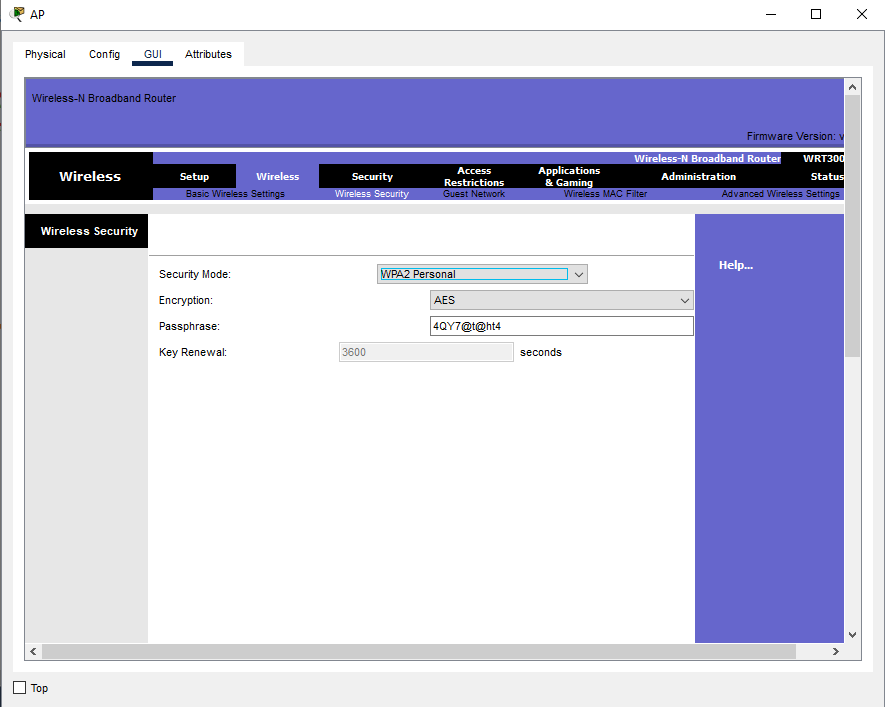 AP
Physical Config GUI Attributes
Wireless-N Broadband Router
Firmware Version: v
Wireless-N Broadband Router WRT300
Wireless
Setup Wireless Security Access Restrictions Applications & Gaming Administration Status
Basic Wireless Settings Wireless Security Guest Network Wireless MAC Filter Advanced Wireless Settings
Wireless Security
Help...
Security Mode: WPA2 Personal
Encryption: AES
Passphrase: 4QY7@t@ht4
Key Renewal: 3600 seconds
Top